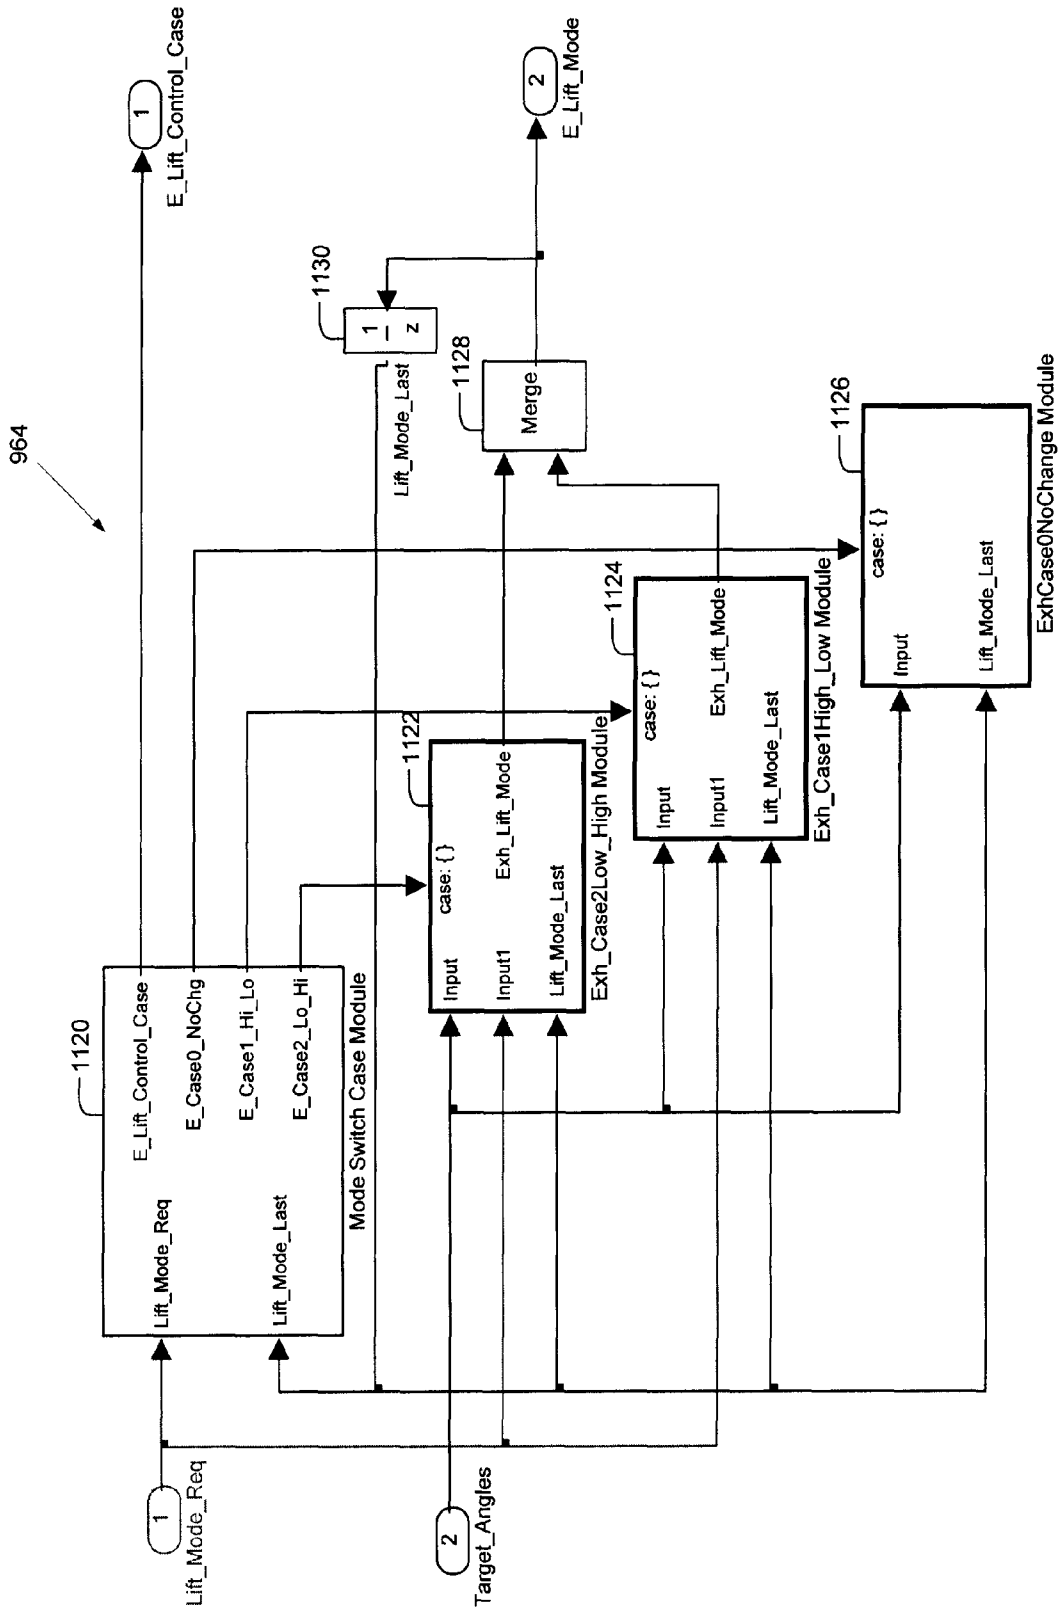 964
1
Lift_Mode_Req
2
Target_Angles
1120
Lift_Mode_Req
Lift_Mode_Last
E_Lift_Control_Case
E_Case0_NoChg
E_Case1_Hi_Lo
E_Case2_Lo_Hi
Mode Switch Case Module
1122
case: { }
Input
Input1
Exh_Lift_Mode
Lift_Mode_Last
Exh_Case2Low_High Module
1124
case: { }
Input
Input1
Exh_Lift_Mode
Lift_Mode_Last
Exh_Case1High_Low Module
1126
case: { }
Input
Lift_Mode_Last
ExhCase0NoChange Module
1128
Merge
1130
1
z
Lift_Mode_Last
1
E_Lift_Control_Case
2
E_Lift_Mode